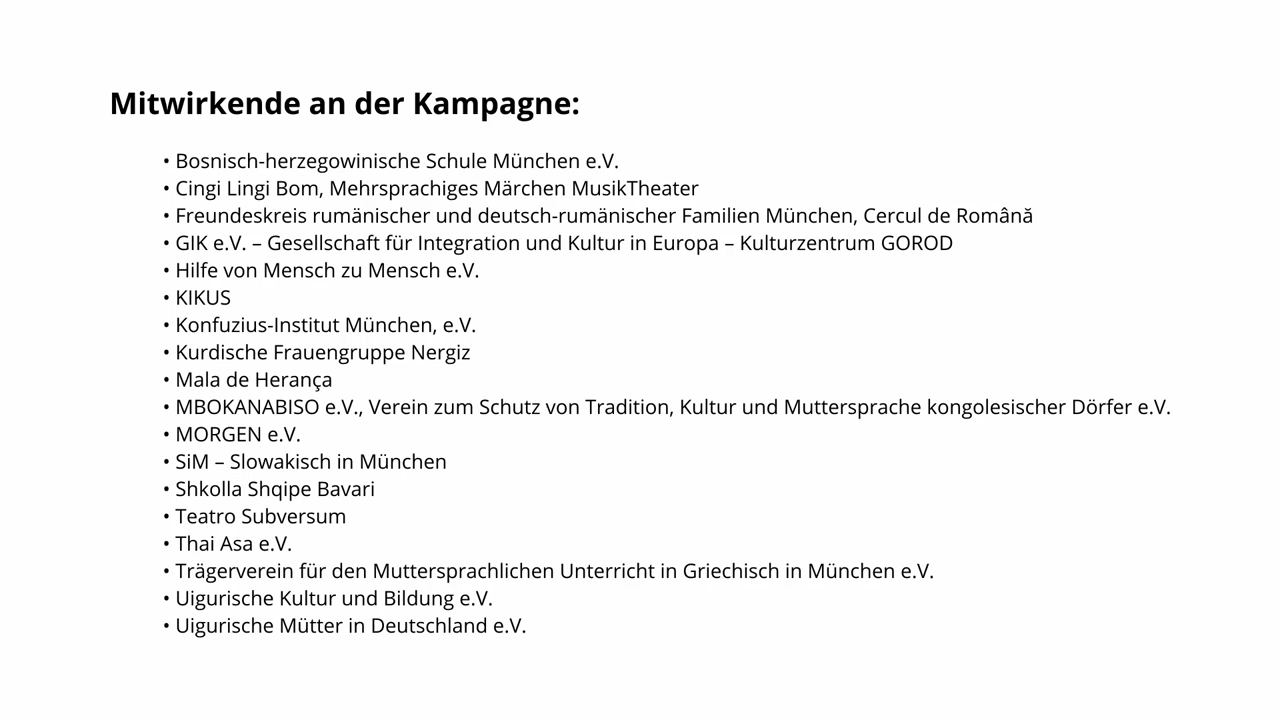 Mitwirkende an der Kampagne:
• Bosnisch-herzegowinische Schule München e.V.
• Cingi Lingi Bom, Mehrsprachiges Märchen MusikTheater
• Freundeskreis rumänischer und deutsch-rumänischer Familien München, Cercul de Română
• GIK e.V. – Gesellschaft für Integration und Kultur in Europa – Kulturzentrum GOROD
• Hilfe von Mensch zu Mensch e.V.
• KIKUS
• Konfuzius-Institut München, e.V.
• Kurdische Frauengruppe Nergiz
• Mala de Herança
• MBOKANABISO e.V., Verein zum Schutz von Tradition, Kultur und Muttersprache kongolesischer Dörfer e.V.
• MORGEN e.V.
• SiM – Slowakisch in München
• Shkolla Shqipe Bavari
• Teatro Subversum
• Thai Asa e.V.
• Trägerverein für den Muttersprachlichen Unterricht in Griechisch in München e.V.
• Uigurische Kultur und Bildung e.V.
• Uigurische Mütter in Deutschland e.V.